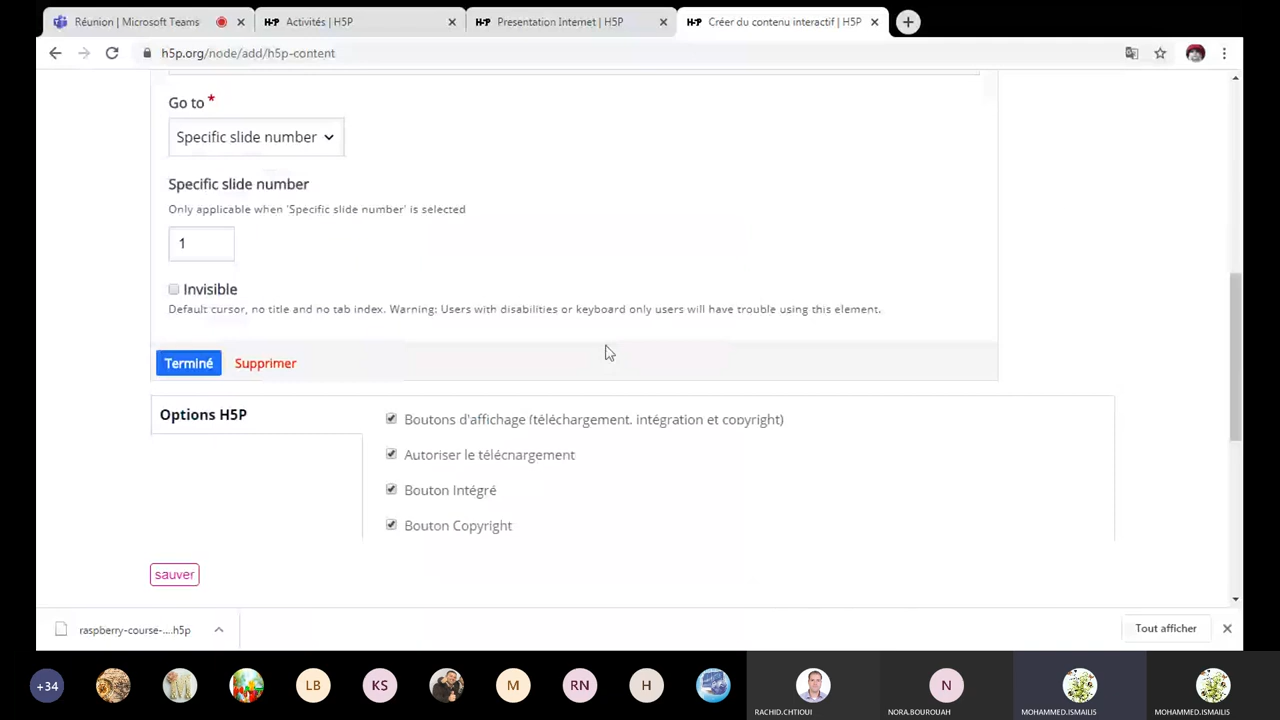 Réunion | Microsoft Teams
H-P Activités | H5P
H-P Presentation Internet | H5P
H-P Créer du contenu interactif | H5P
h5p.org/node/add/h5p-content
Go to *
Specific slide number
Specific slide number
Only applicable when 'Specific slide number' is selected
1
Invisible
Default cursor, no title and no tab index. Warning: Users with disabilities or keyboard only users will have trouble using this element.
Terminé Supprimer
Options H5P
Boutons d'affichage (téléchargement, intégration et copyright)
Autoriser le téléchargement
Bouton Intégré
Bouton Copyright
sauver
raspberry-course-....h5p
Tout afficher
+34 LB KS M RN H N
RACHID.CHTIOUI NORA.BOUROUAH MOHAMMED.ISMAILIS MOHAMMED.ISMAILIS